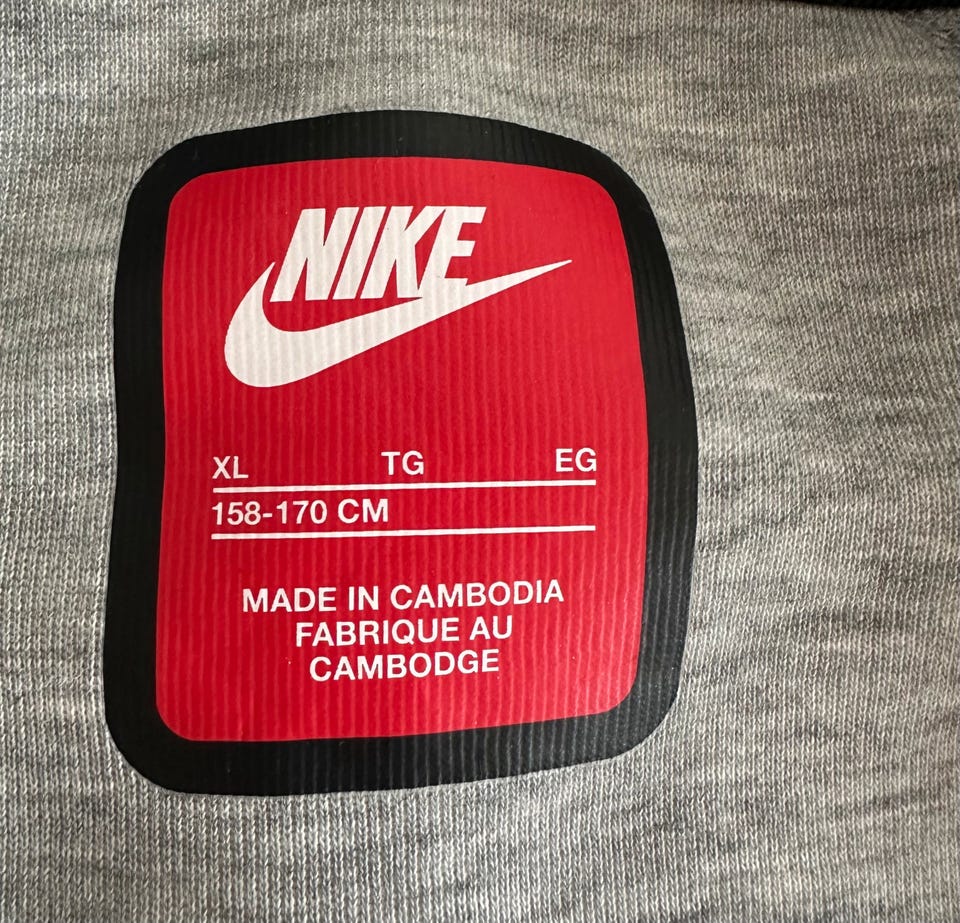 NIKE
XL TG EG
158-170 CM
MADE IN CAMBODIA
FABRIQUE AU
CAMBODGE